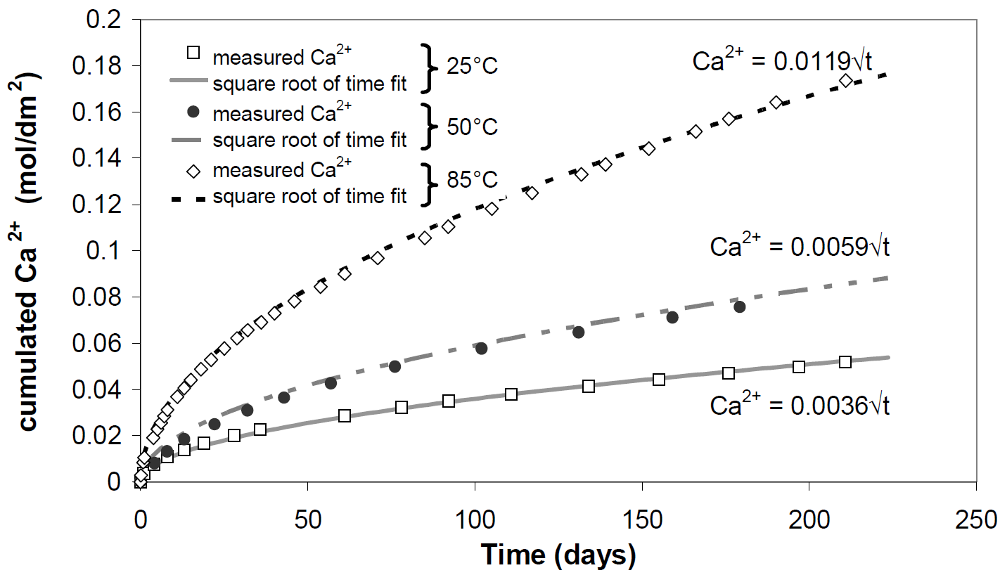 0.2
0.18
0.16
0.14
0.12
0.1
0.08
0.06
0.04
0.02
0
cumulated Ca²⁺ (mol/dm²)
measured Ca²⁺
square root of time fit
25°C
measured Ca²⁺
square root of time fit
50°C
measured Ca²⁺
square root of time fit
85°C
Ca²⁺ = 0.0119√t
Ca²⁺ = 0.0059√t
Ca²⁺ = 0.0036√t
0 50 100 150 200 250
Time (days)